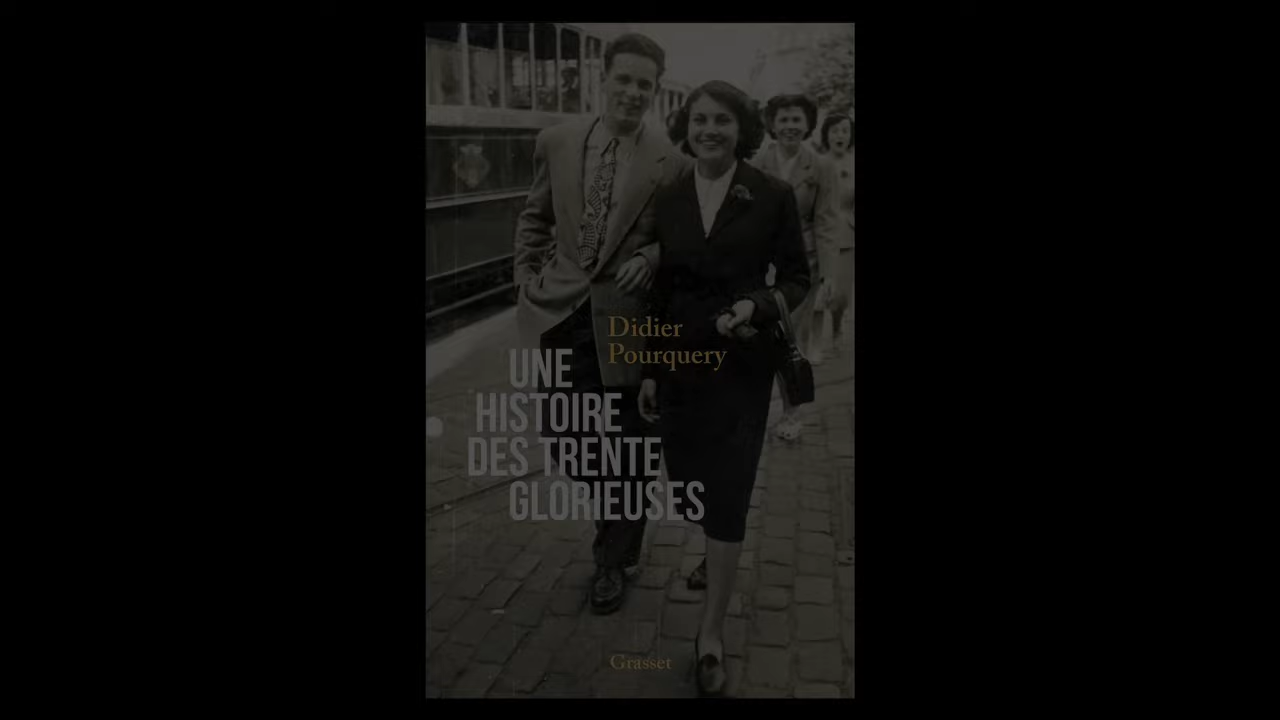 Didier
Pourquery
UNE
HISTOIRE
DES TRENTE
GLORIEUSES
Grasset